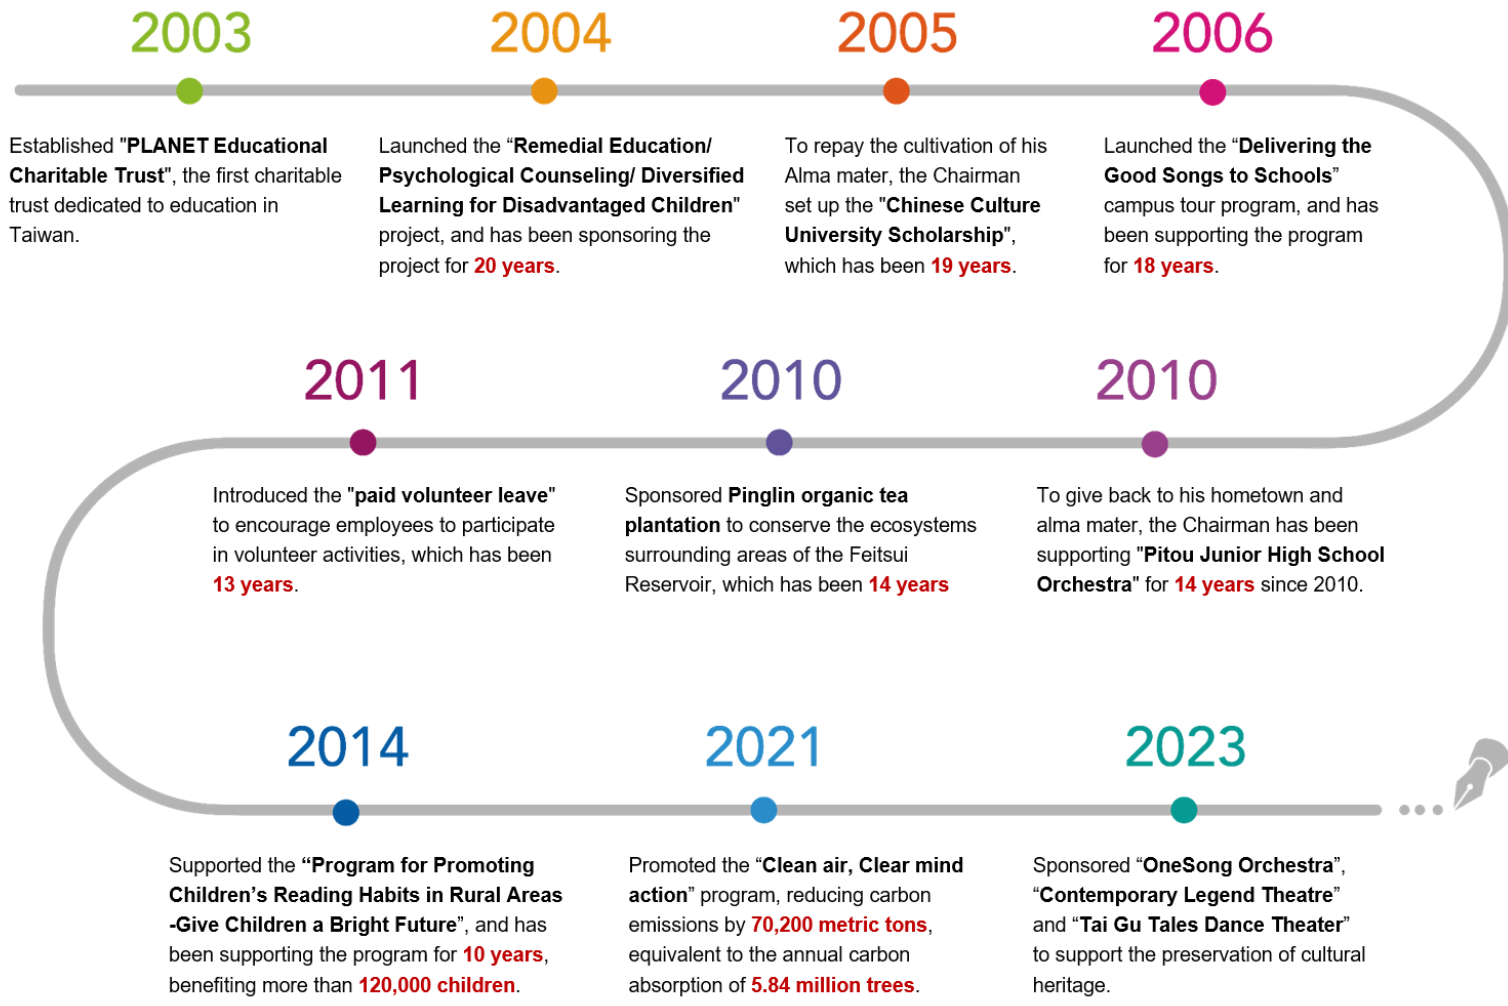 2003
Established "PLANET Educational
Charitable Trust", the first charitable
trust dedicated to education in
Taiwan.
2004
Launched the “Remedial Education/
Psychological Counseling/ Diversified
Learning for Disadvantaged Children"
project, and has been sponsoring the
project for 20 years.
2005
To repay the cultivation of his
Alma mater, the Chairman
set up the "Chinese Culture
University Scholarship",
which has been 19 years.
2006
Launched the “Delivering the
Good Songs to Schools”
campus tour program, and has
been supporting the program
for 18 years.
2010
To give back to his hometown and
alma mater, the Chairman has been
supporting "Pitou Junior High School
Orchestra" for 14 years since 2010.
2010
Sponsored Pinglin organic tea
plantation to conserve the ecosystems
surrounding areas of the Feitsui
Reservoir, which has been 14 years
2011
Introduced the "paid volunteer leave"
to encourage employees to participate
in volunteer activities, which has been
13 years.
2014
Supported the “Program for Promoting
Children’s Reading Habits in Rural Areas
-Give Children a Bright Future”, and has
been supporting the program for 10 years,
benefiting more than 120,000 children.
2021
Promoted the “Clean air, Clear mind
action” program, reducing carbon
emissions by 70,200 metric tons,
equivalent to the annual carbon
absorption of 5.84 million trees.
2023
Sponsored “OneSong Orchestra”,
“Contemporary Legend Theatre”
and “Tai Gu Tales Dance Theater”
to support the preservation of cultural
heritage.